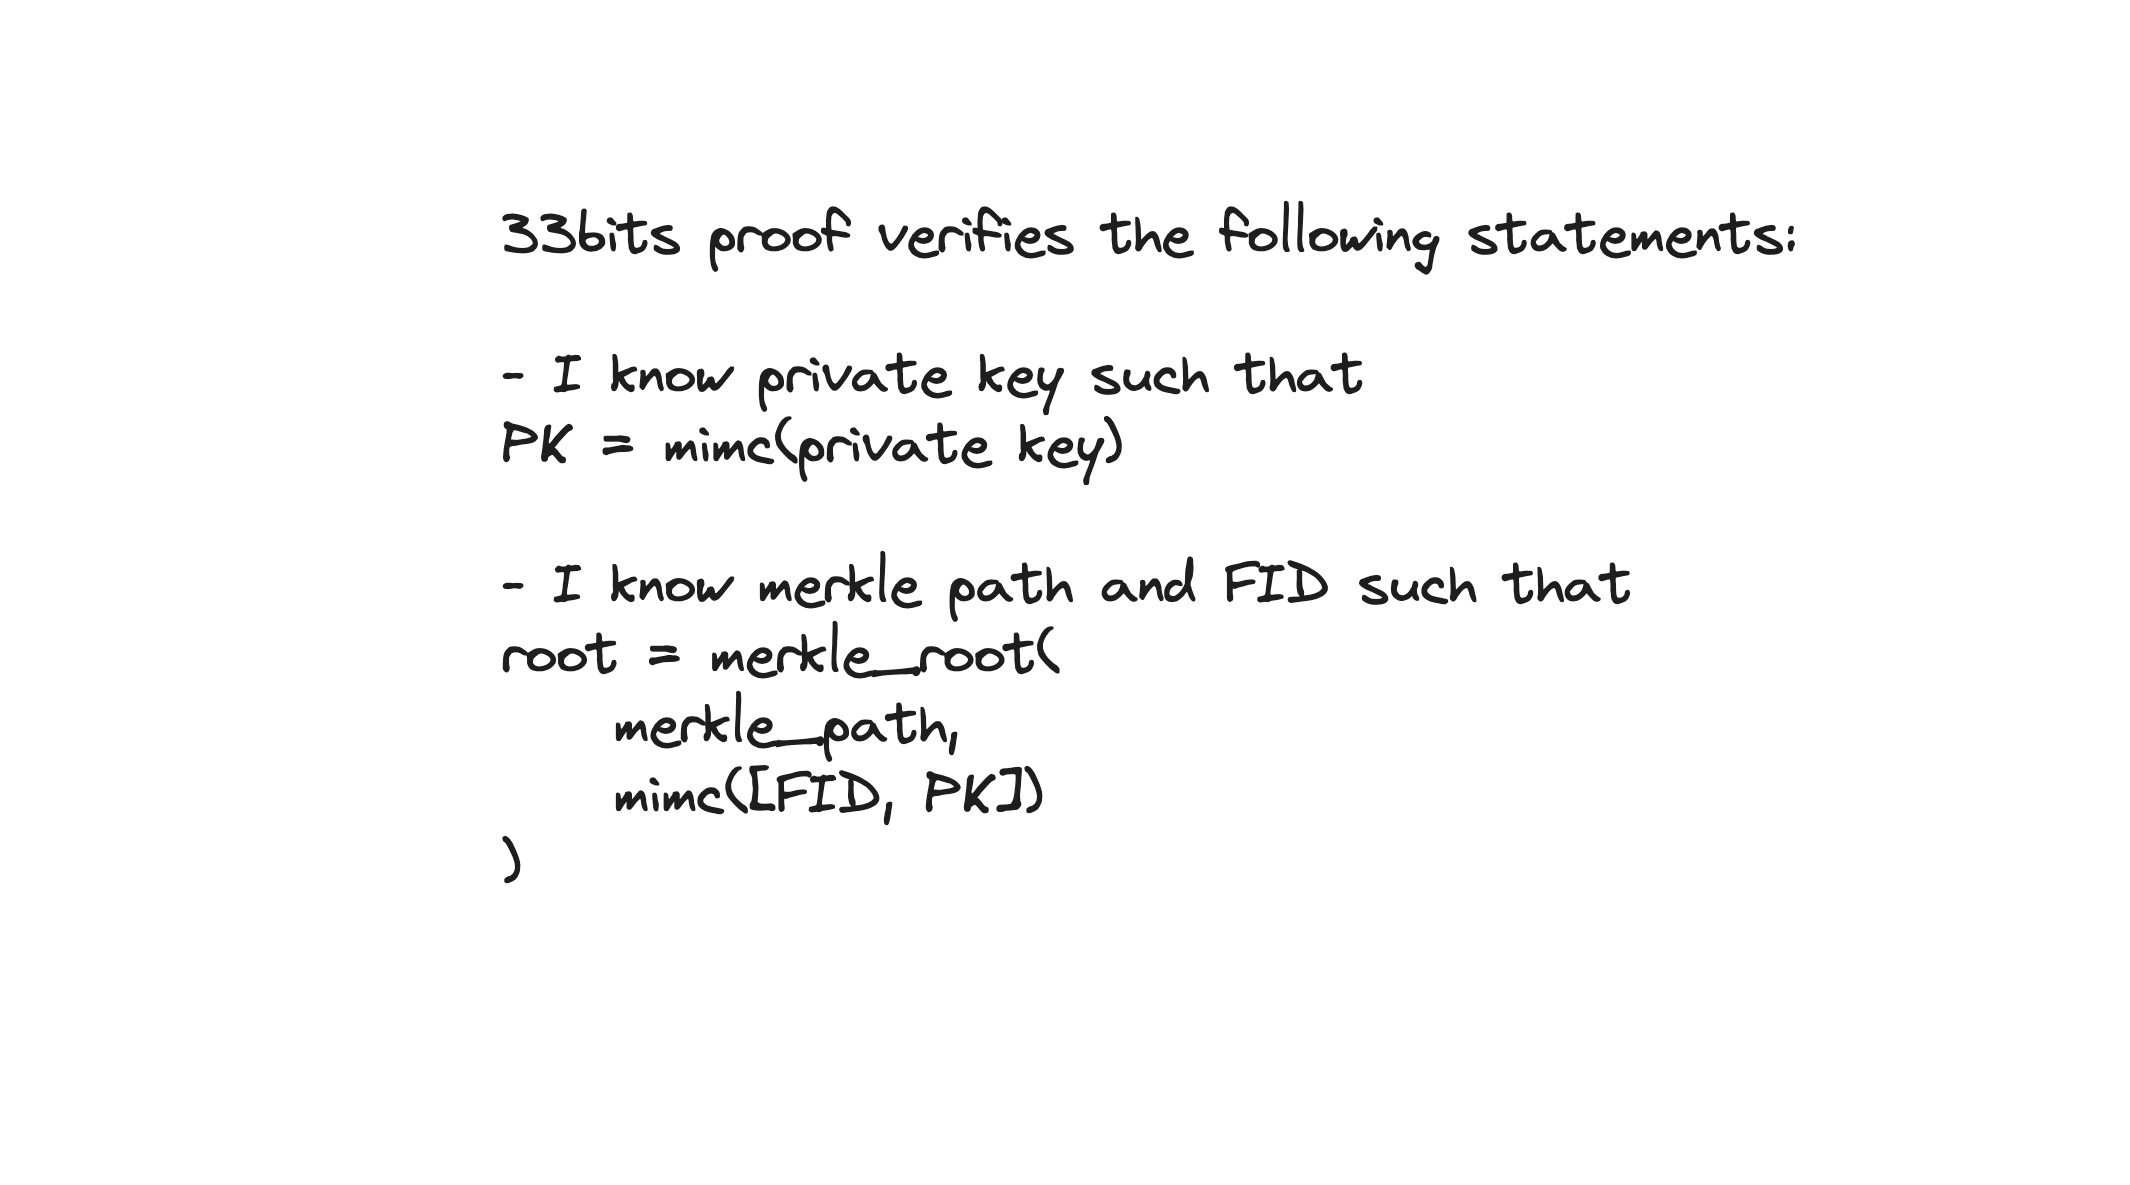 33bits proof verifies the following statements:
- I know private key such that
PK = mimc(private key)
- I know merkle path and FID such that
root = merkle_root(
merkle_path,
mimc([FID, PK])
)